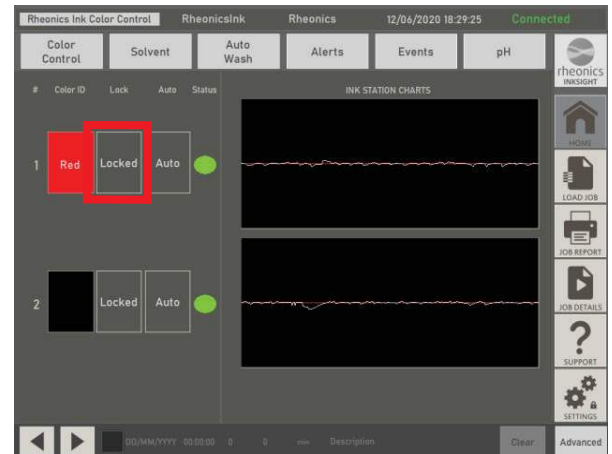 Rheonics Ink Color Control RheonicsInk Rheonics 12/06/2020 18:29:25 Connected
Color Control Solvent Auto Wash Alerts Events pH
rheonics
INKSIGHT
# Color ID Lock Auto Status INK STATION CHARTS
HOME
1 Red Locked Auto
LOAD JOB
JOB REPORT
2 Locked Auto
JOB DETAILS
?
SUPPORT
SETTINGS
DD/MM/YYYY 00:00:00 0 0 min Description Clear Advanced